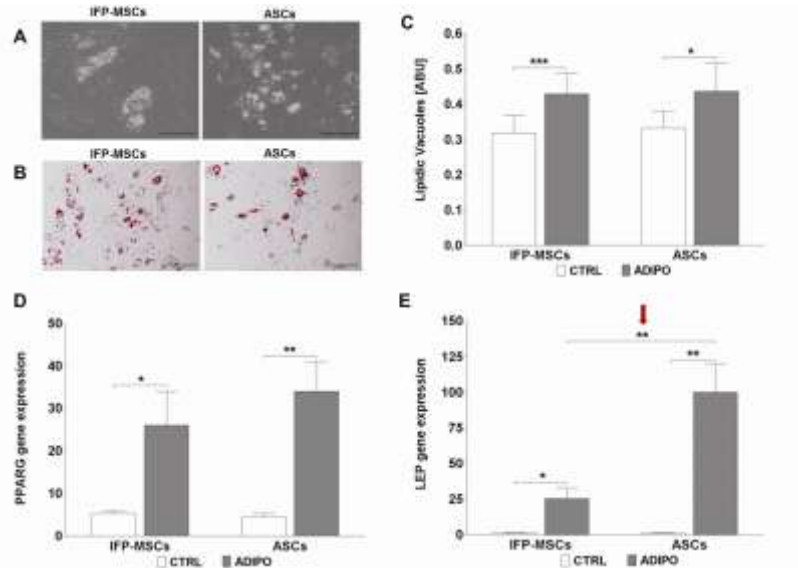 IFP-MSCs ASCs
A
IFP-MSCs ASCs
B
C
Lipidic Vacuoles [ABU]
0.6
0.5
0.4
0.3
0.2
0.1
0.0
***
*
IFP-MSCs ASCs
CTRL ADIPO
D
PPARG gene expression
50
40
30
20
10
0
*
**
IFP-MSCs ASCs
CTRL ADIPO
E
LEP gene expression
150
125
100
75
50
25
0
**
**
*
IFP-MSCs ASCs
CTRL ADIPO